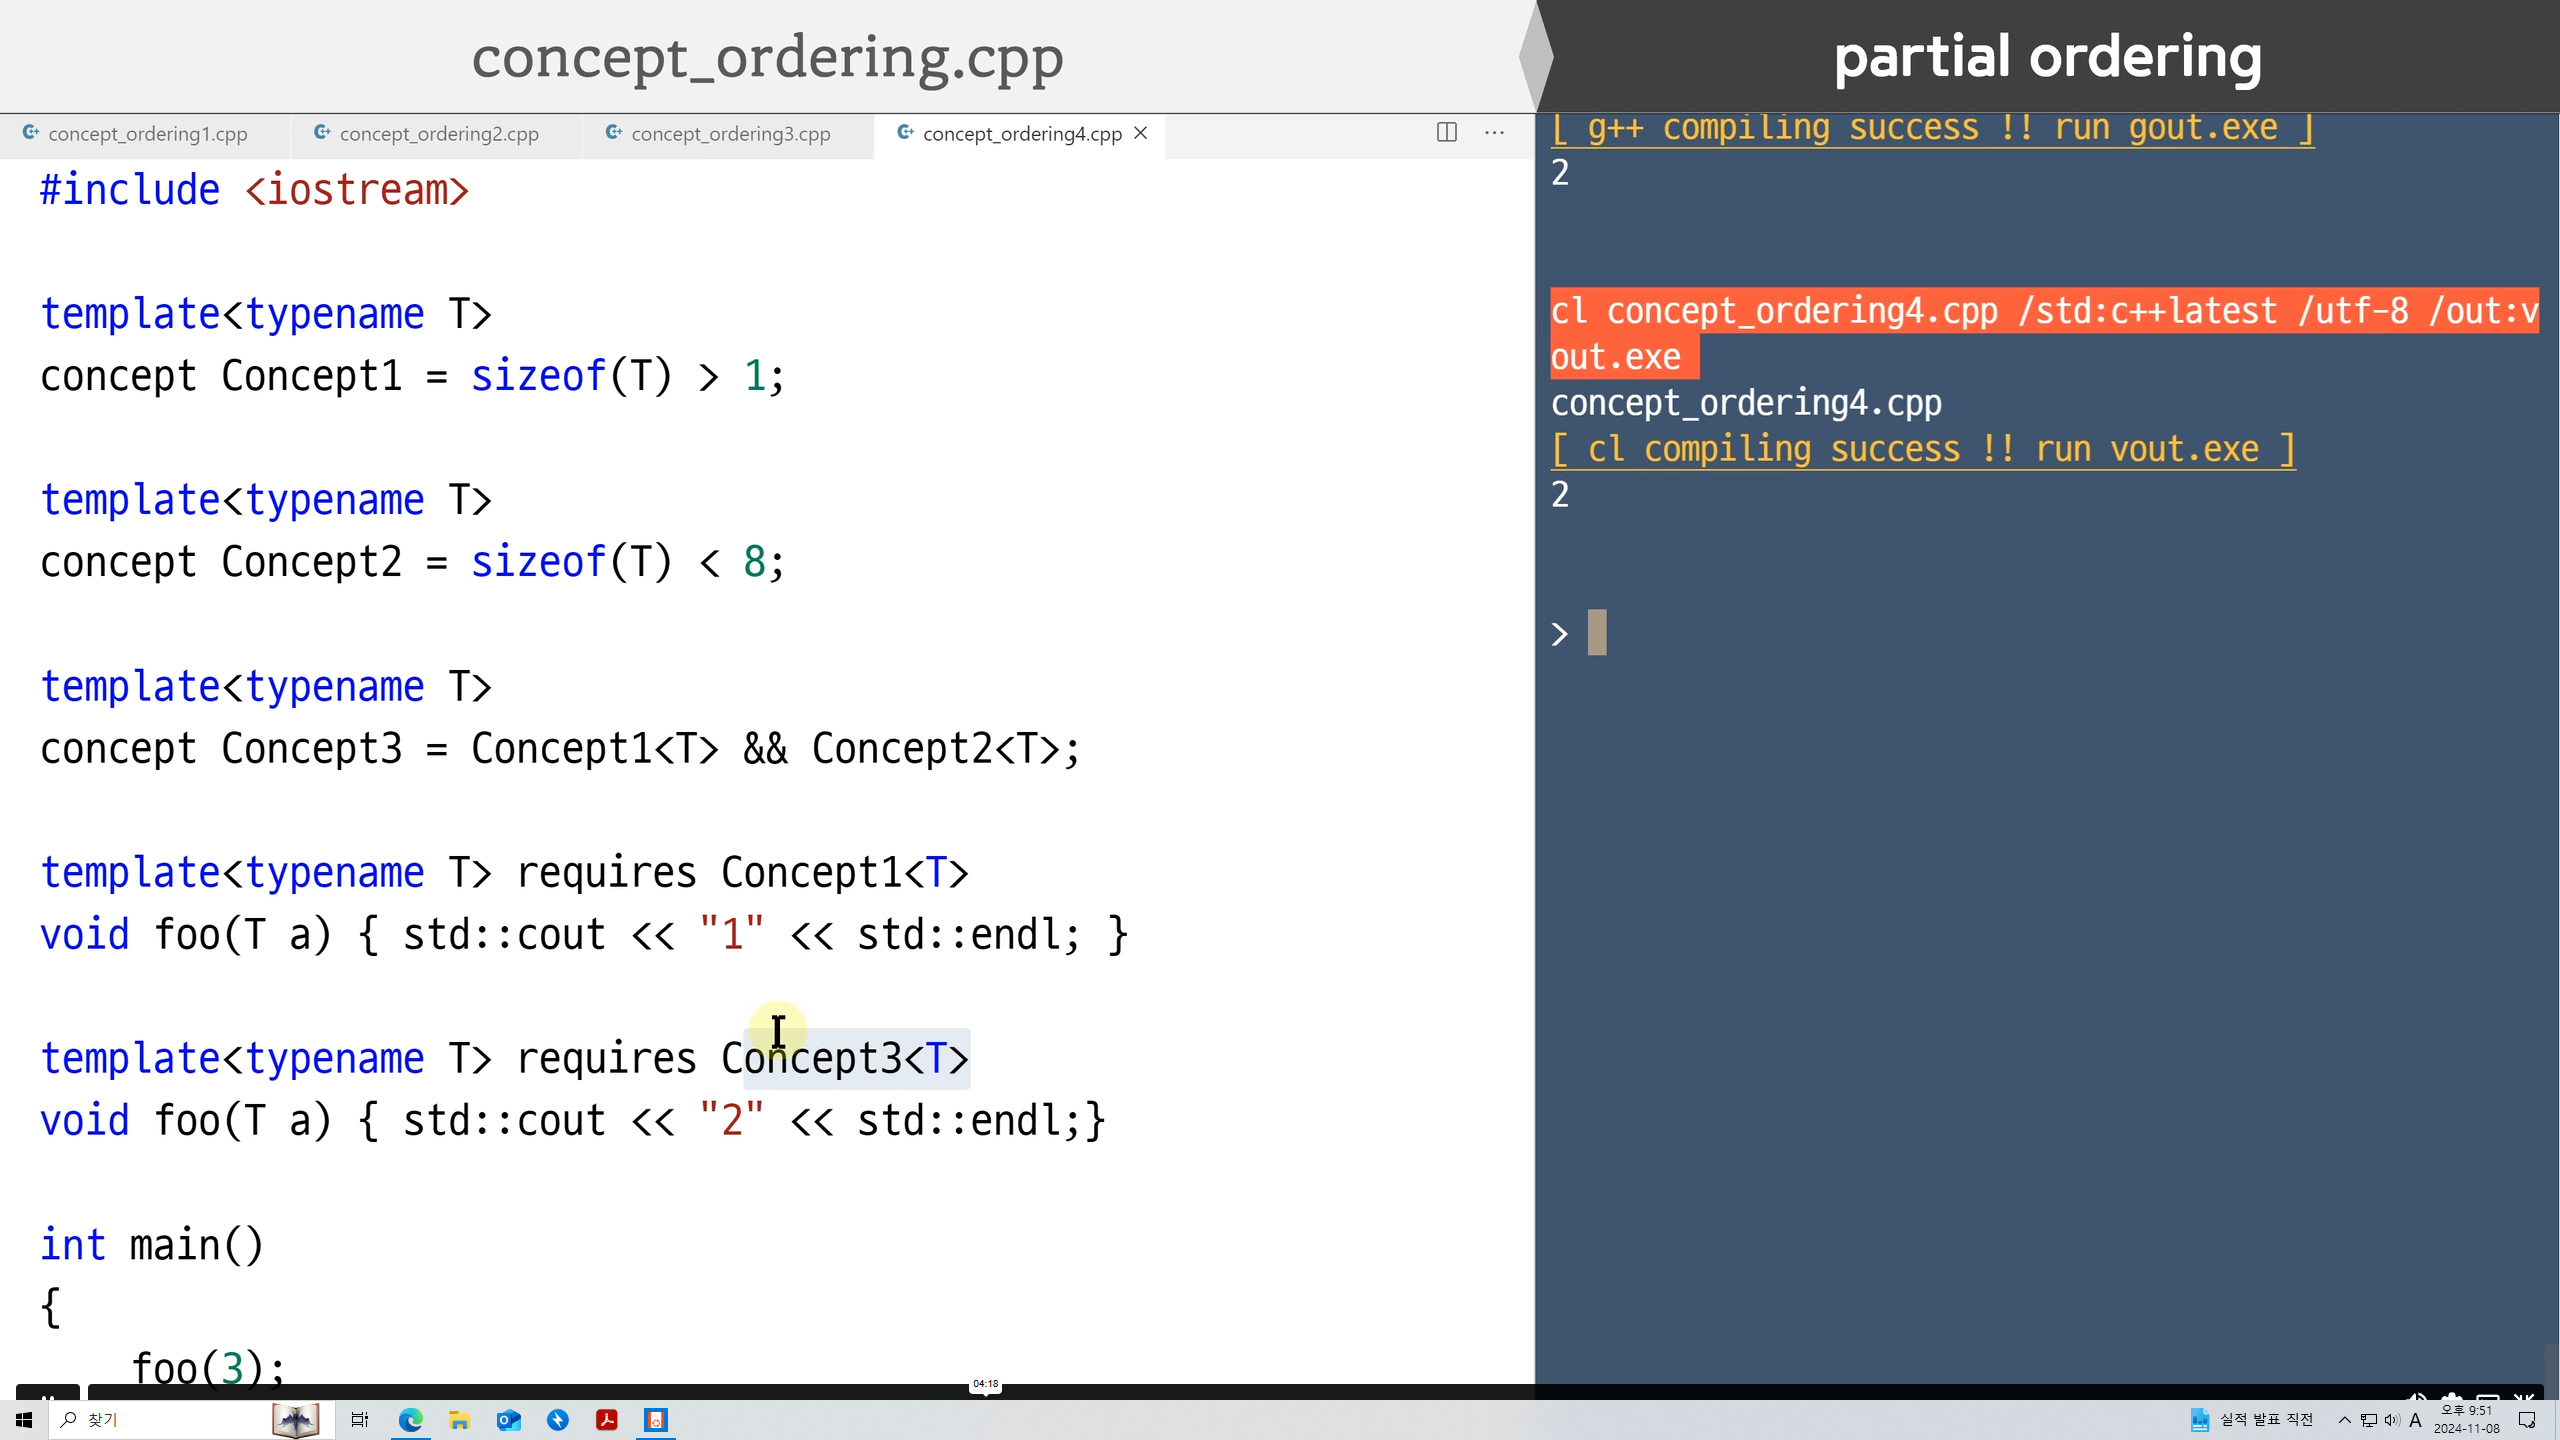 concept_ordering.cpp
partial ordering
concept_ordering1.cpp
concept_ordering2.cpp
concept_ordering3.cpp
concept_ordering4.cpp
#include <iostream>
template<typename T>
concept Concept1 = sizeof(T) > 1;
template<typename T>
concept Concept2 = sizeof(T) < 8;
template<typename T>
concept Concept3 = Concept1<T> && Concept2<T>;
template<typename T> requires Concept1<T>
void foo(T a) { std::cout << "1" << std::endl; }
template<typename T> requires Concept3<T>
void foo(T a) { std::cout << "2" << std::endl;}
int main()
{
foo(3);
[ g++ compiling success !! run gout.exe ]
2
cl concept_ordering4.cpp /std:c++latest /utf-8 /out:v
out.exe
concept_ordering4.cpp
[ cl compiling success !! run vout.exe ]
2
>
04:18
찾기
실적 발표 직전
A
오후 9:51
2024-11-08